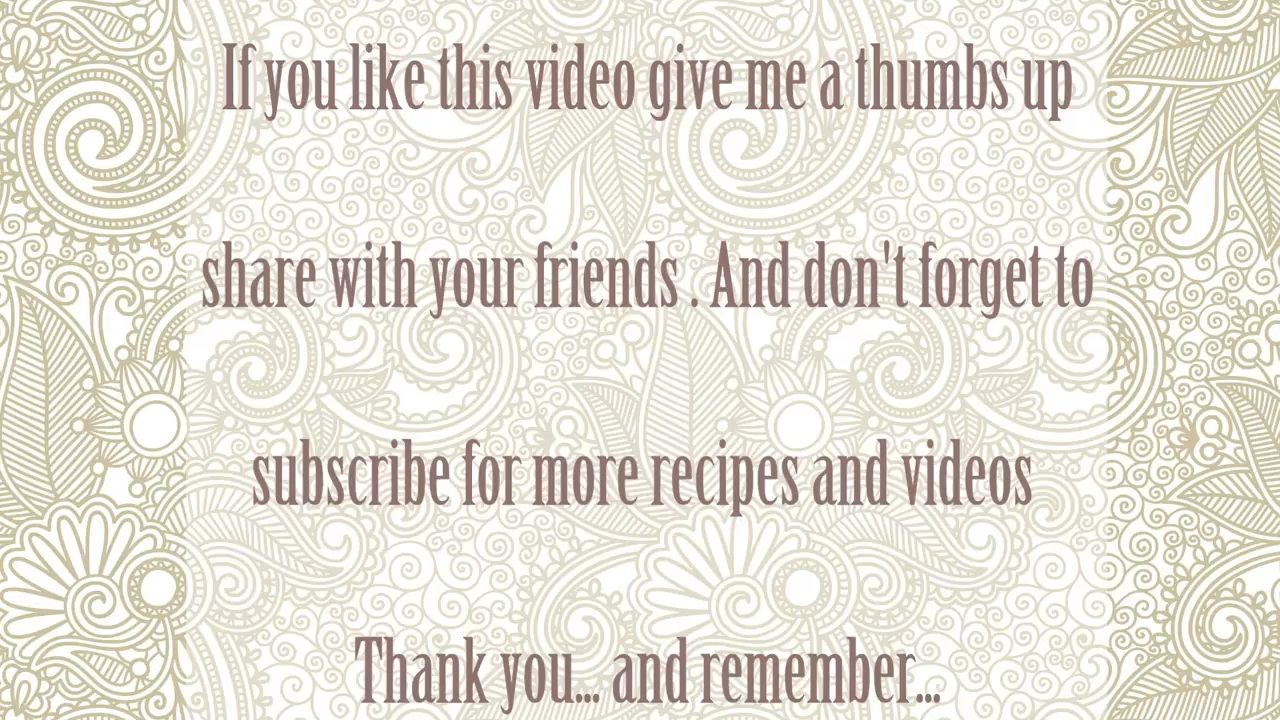 If you like this video give me a thumbs up
share with your friends . And don't forget to
subscribe for more recipes and videos
Thank you... and remember...